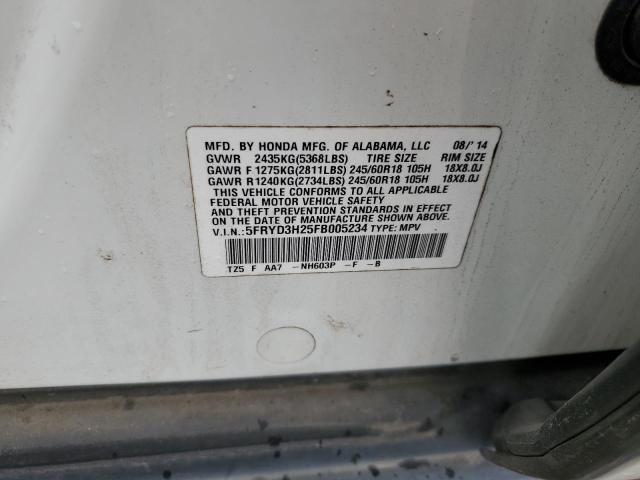 MFD. BY HONDA MFG. OF ALABAMA, LLC 08/'14
GVWR 2435KG(5368LBS) TIRE SIZE RIM SIZE
GAWR F 1275KG(2811LBS) 245/60R18 105H 18X8.0J
GAWR R1240KG(2734LBS) 245/60R18 105H 18X8.0J
THIS VEHICLE CONFORMS TO ALL APPLICABLE
FEDERAL MOTOR VEHICLE SAFETY
AND THEFT PREVENTION STANDARDS IN EFFECT
ON THE DATE OF MANUFACTURE SHOWN ABOVE.
V.I.N.:5FRYD3H25FB005234 TYPE: MPV
TZ5 F AA7 -NH603P -F -B